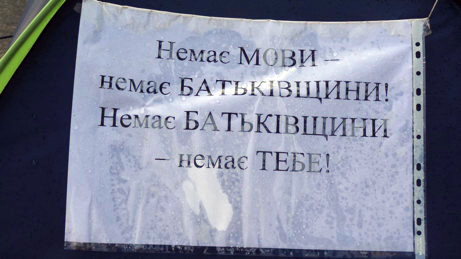 Немає МОВИ –
немає БАТЬКІВЩИНИ!
Немає БАТЬКІВЩИНИ
– немає ТЕБЕ!